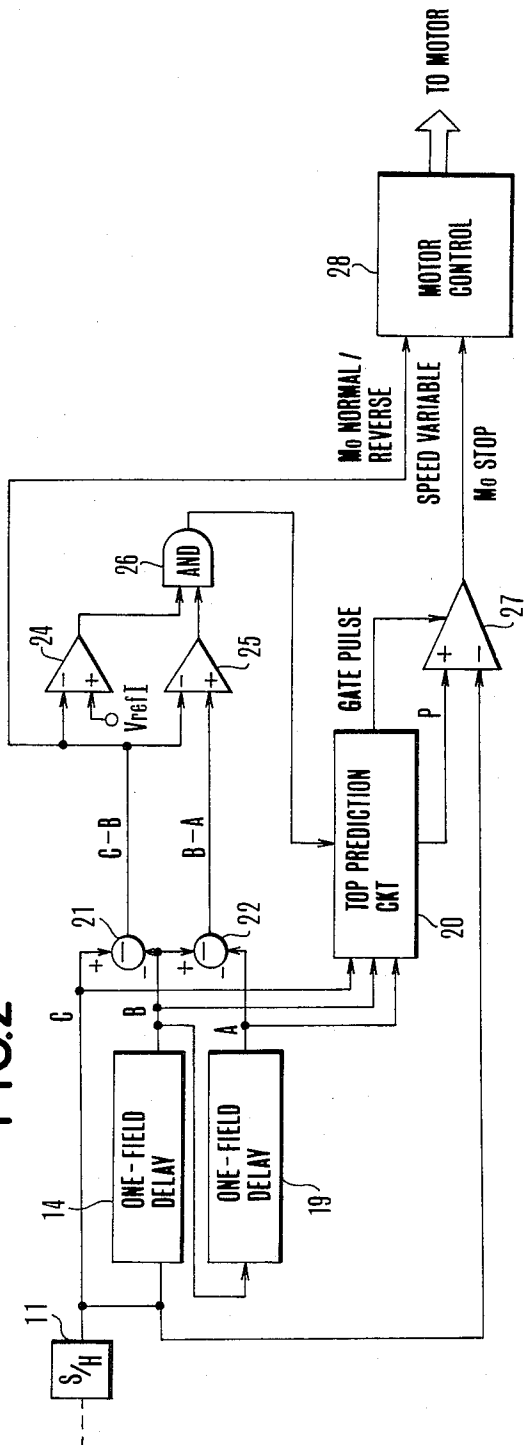 FIG.2
11
S/H
14
ONE-FIELD
DELAY
ONE-FIELD
DELAY
19
C
B
A
+
−
21
−
+
−
22
−
C-B
B-A
−
+
24
VrefI
−
+
25
26
AND
TOP PREDICTION
CKT
20
GATE PULSE
P
+
−
27
Mo NORMAL/
REVERSE
SPEED VARIABLE
Mo STOP
28
MOTOR
CONTROL
TO MOTOR